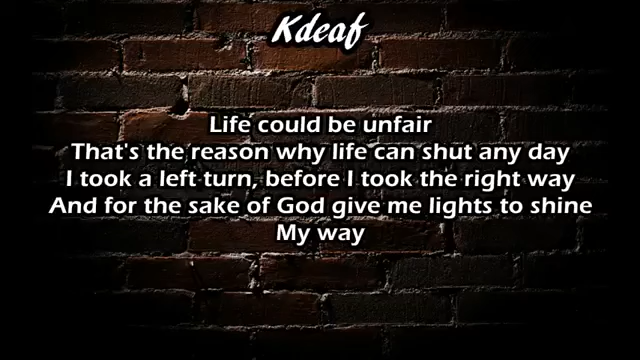 Kdeaf
Life could be unfair
That's the reason why life can shut any day
I took a left turn, before I took the right way
And for the sake of God give me lights to shine
My way